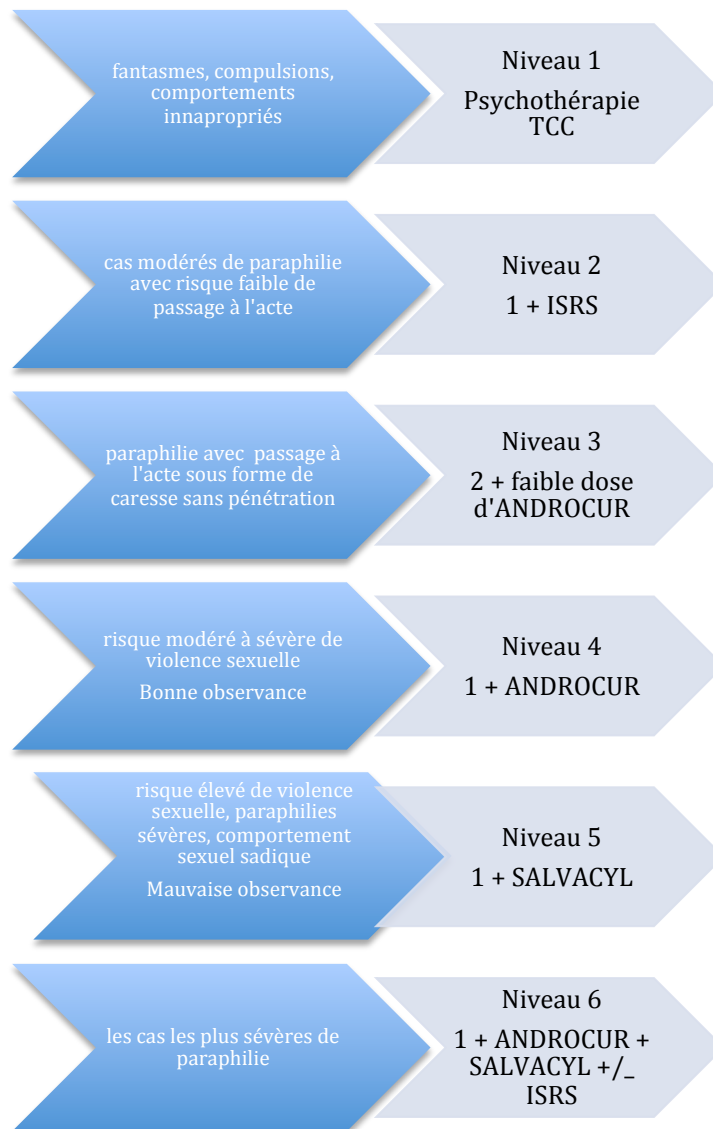 fantasmes, compulsions,
comportements
innapropriés
Niveau 1
Psychothérapie
TCC
cas modérés de paraphilie
avec risque faible de
passage à l'acte
Niveau 2
1 + ISRS
paraphilie avec passage à
l'acte sous forme de
caresse sans pénétration
Niveau 3
2 + faible dose
d'ANDROCUR
risque modéré à sévère de
violence sexuelle
Bonne observance
Niveau 4
1 + ANDROCUR
risque élevé de violence
sexuelle, paraphilies
sévères, comportement
sexuel sadique
Mauvaise observance
Niveau 5
1 + SALVACYL
les cas les plus sévères de
paraphilie
Niveau 6
1 + ANDROCUR +
SALVACYL +/_
ISRS